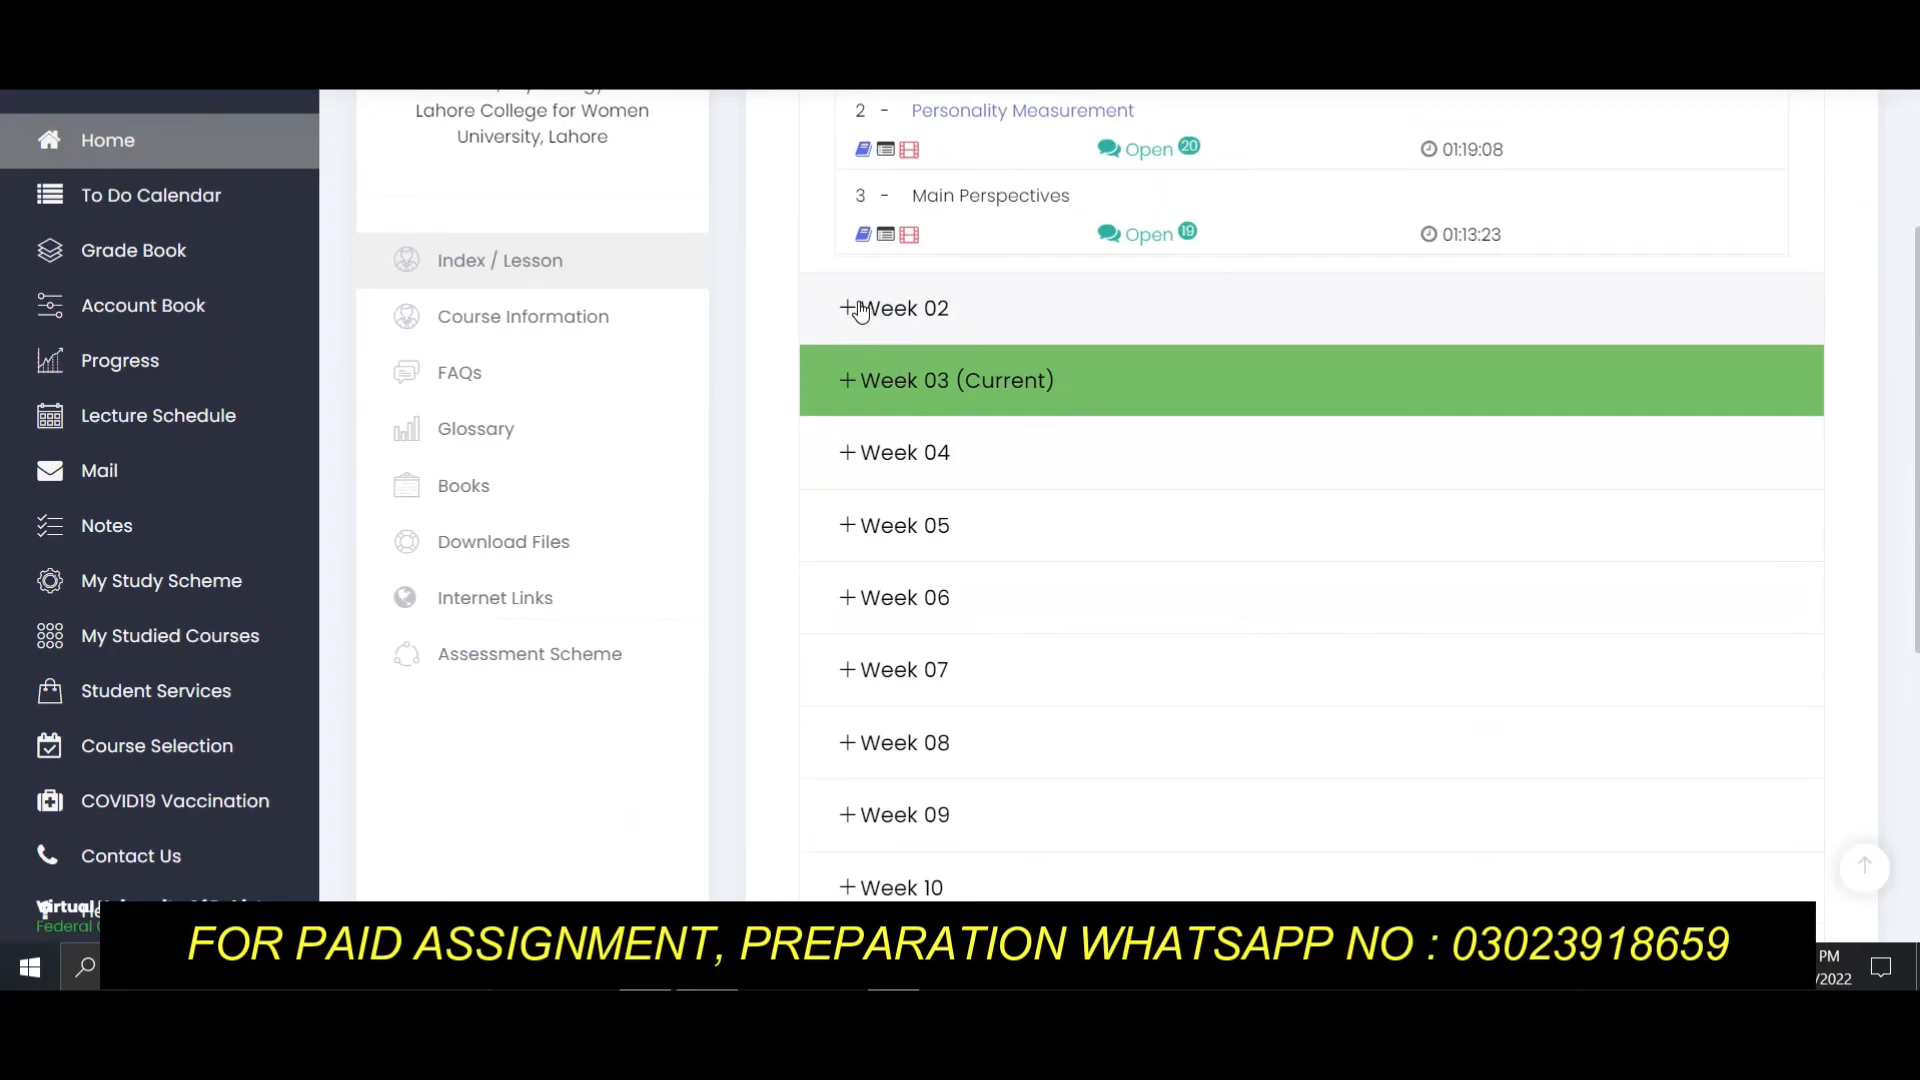 Home
To Do Calendar
Grade Book
Account Book
Progress
Lecture Schedule
Mail
Notes
My Study Scheme
My Studied Courses
Student Services
Course Selection
COVID19 Vaccination
Contact Us
Virtual
Federal
Lahore College for Women
University, Lahore
Index / Lesson
Course Information
FAQs
Glossary
Books
Download Files
Internet Links
Assessment Scheme
2 - Personality Measurement
Open 20 01:19:08
3 - Main Perspectives
Open 19 01:13:23
+ Week 02
+ Week 03 (Current)
+ Week 04
+ Week 05
+ Week 06
+ Week 07
+ Week 08
+ Week 09
+ Week 10
FOR PAID ASSIGNMENT, PREPARATION WHATSAPP NO : 03023918659
PM
/2022